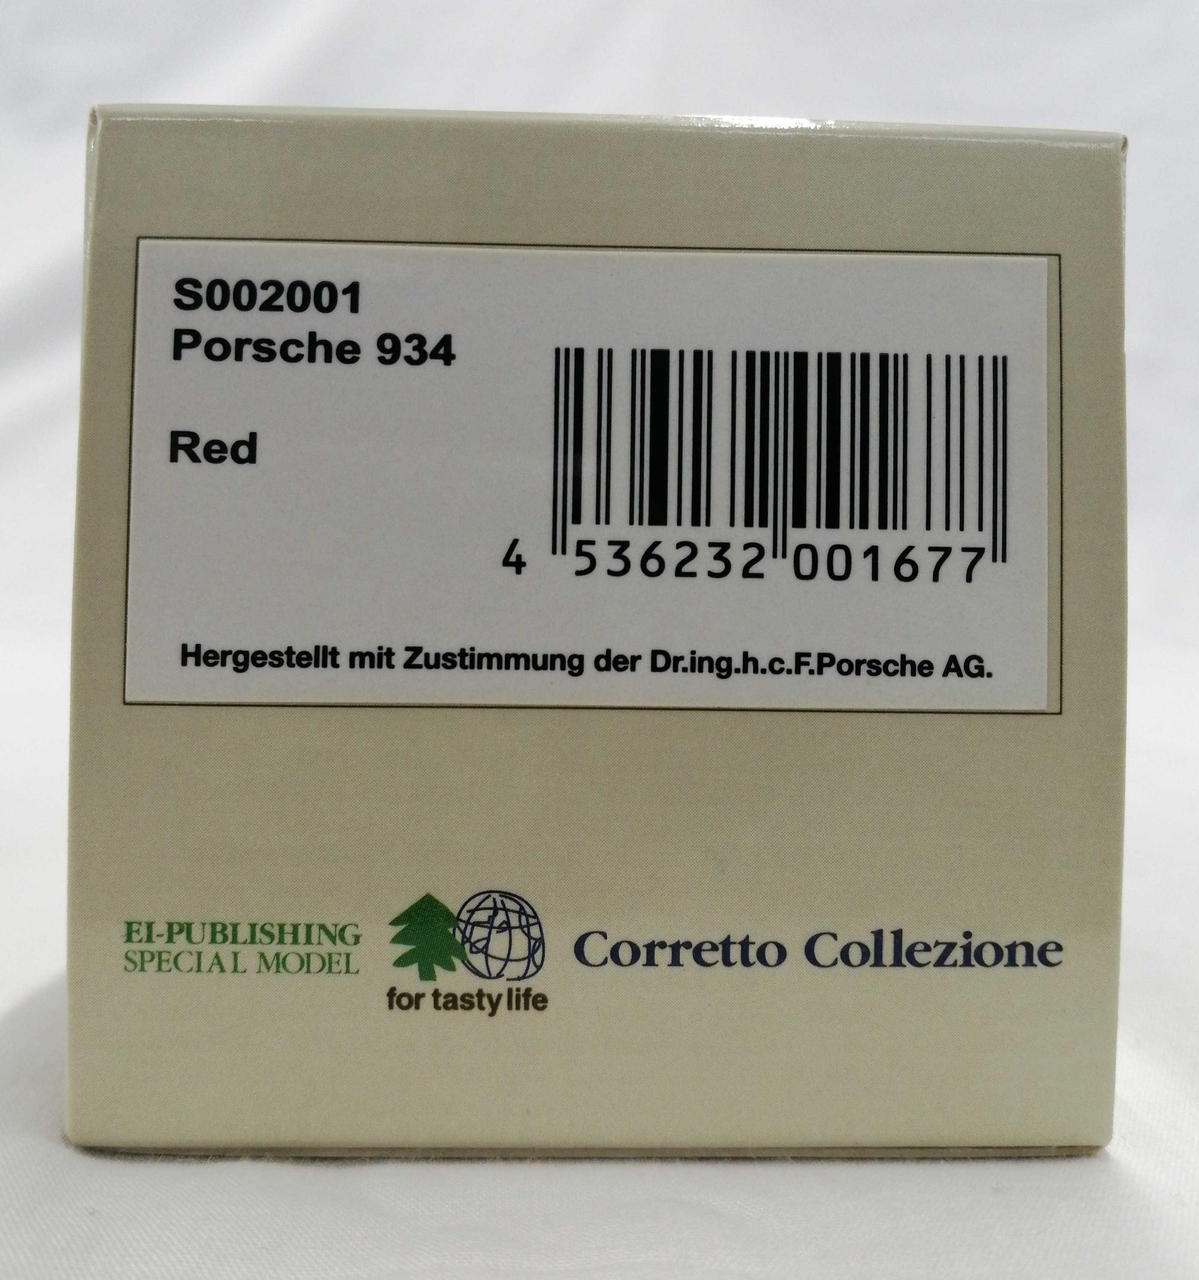 S002001
Porsche 934
Red
4 536232 001677
Hergestellt mit Zustimmung der Dr.ing.h.c.F.Porsche AG.
EI-PUBLISHING
SPECIAL MODEL
for tasty life
Corretto Collezione